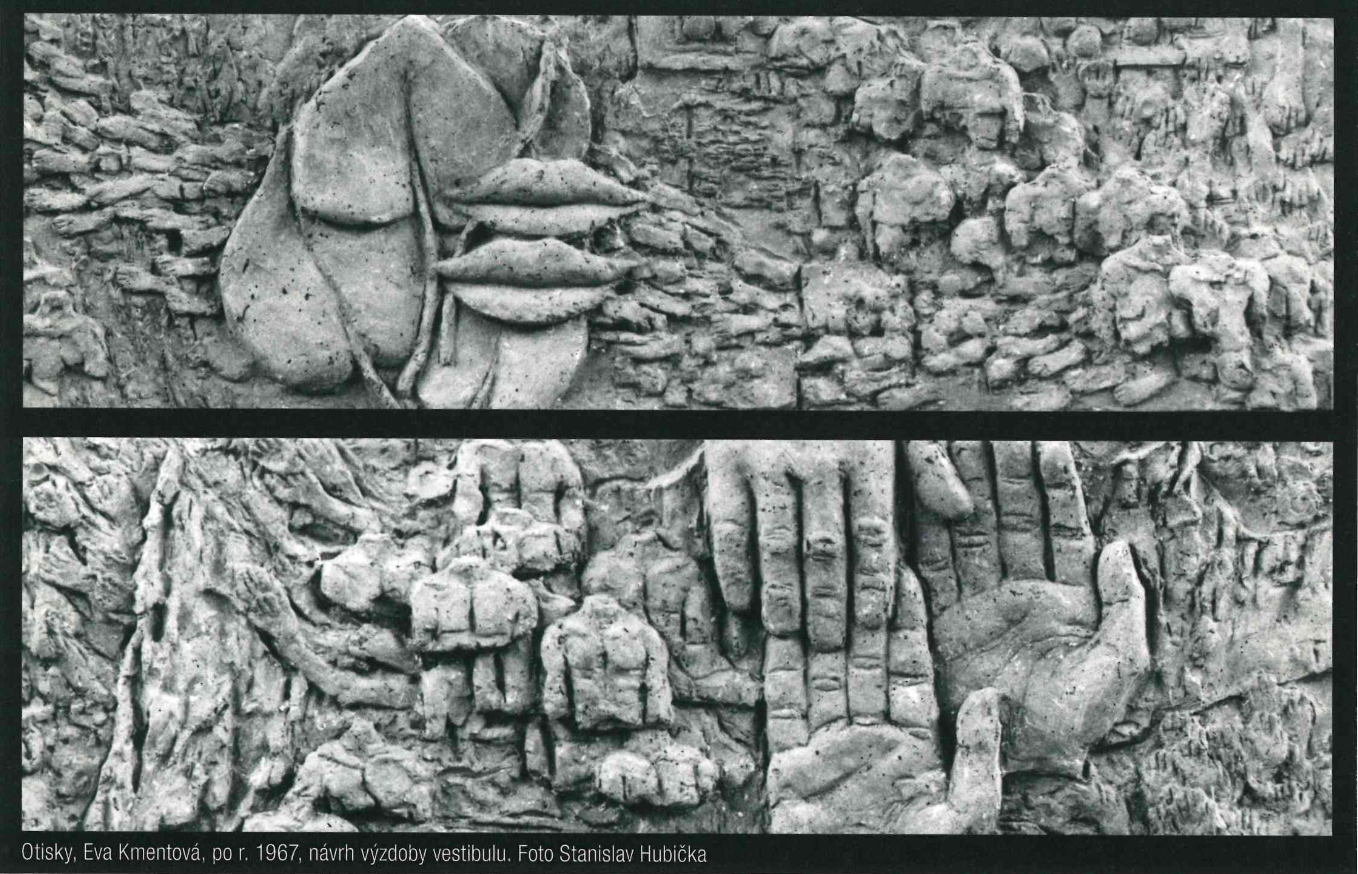 Otisky, Eva Kmentová, po r. 1967, návrh výzdoby vestibulu. Foto Stanislav Hubička